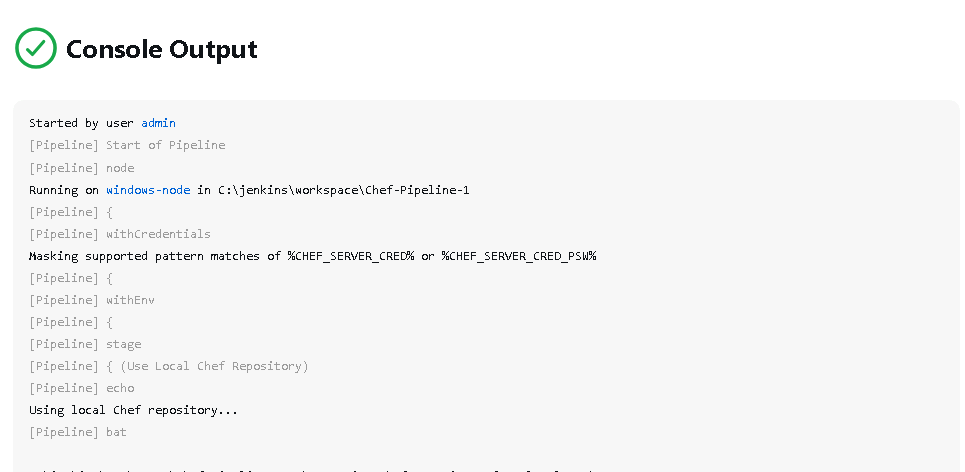 Console Output
Started by user admin
[Pipeline] Start of Pipeline
[Pipeline] node
Running on windows-node in C:\jenkins\workspace\Chef-Pipeline-1
[Pipeline] {
[Pipeline] withCredentials
Masking supported pattern matches of %CHEF_SERVER_CRED% or %CHEF_SERVER_CRED_PSW%
[Pipeline] {
[Pipeline] withEnv
[Pipeline] {
[Pipeline] stage
[Pipeline] { (Use Local Chef Repository)
[Pipeline] echo
Using local Chef repository...
[Pipeline] bat